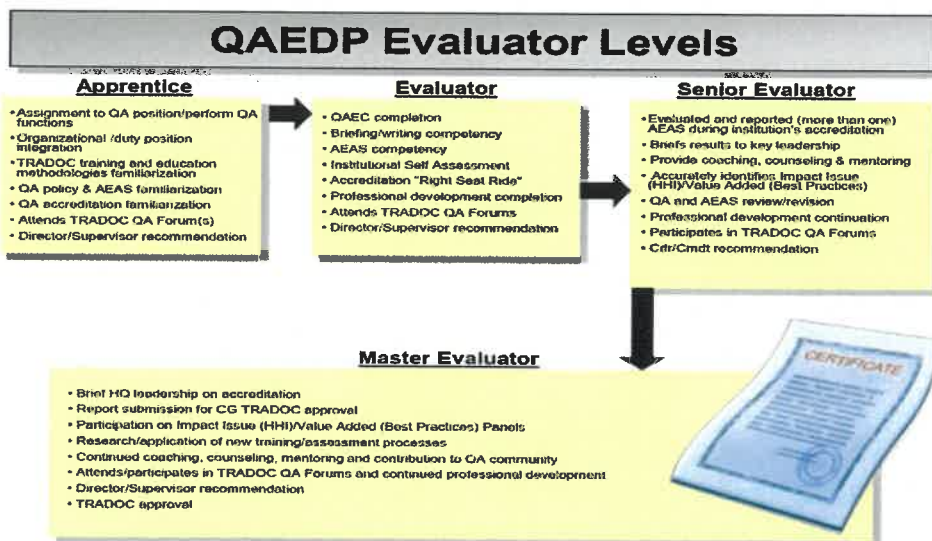 QAEDP Evaluator Levels
Apprentice
•Assignment to QA position/perform QA
functions
•Organizational /duty position
integration
• TRADOC training and education
methodologies familiarization
• QA policy & AEAS familiarization
• QA accreditation familiarization
• Attends TRADOC QA Forum(s)
• Director/Supervisor recommendation
Evaluator
• QAEC completion
• Briefing/writing competency
• AEAS competency
• Institutional Self Assessment
• Accreditation "Right Seat Ride"
• Professional development completion
• Attends TRADOC QA Forums
• Director/Supervisor recommendation
Senior Evaluator
•Evaluated and reported (more than one)
AEAS during institution's accreditation
• Briefs results to key leadership
• Provide coaching, counseling & mentoring
• Accurately identifies Impact Issue
(HHI)/Value Added (Best Practices)
• QA and AEAS review/revision
• Professional development continuation
• Participates in TRADOC QA Forums
• Cdr/Cmdt recommendation
Master Evaluator
• Brief HQ leadership on accreditation
• Report submission for CG TRADOC approval
• Participation on Impact Issue (HHI)/Value Added (Best Practices) Panels
• Research/application of new training/assessment processes
• Continued coaching, counseling, mentoring and contribution to QA community
• Attends/participates in TRADOC QA Forums and continued professional development
• Director/Supervisor recommendation
• TRADOC approval
CERTIFICATE